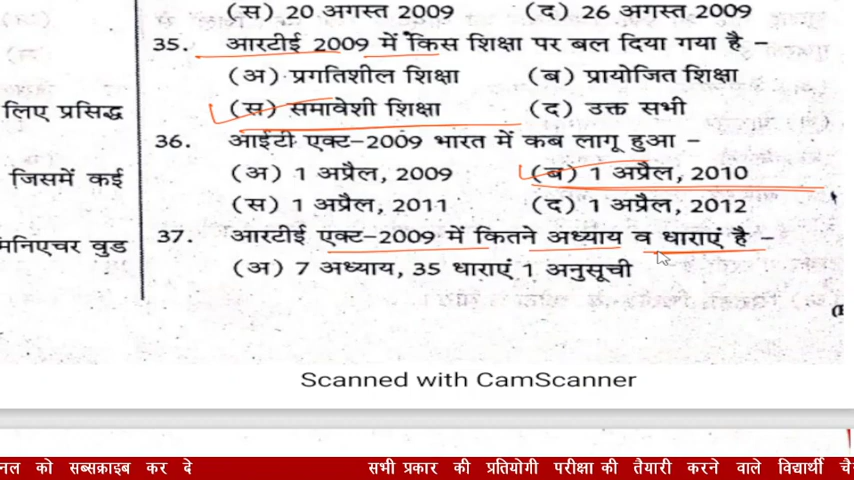 (स) 20 अगस्त 2009 (द) 26 अगस्त 2009
35. आरटीई 2009 में किस शिक्षा पर बल दिया गया है –
(अ) प्रगतिशील शिक्षा (ब) प्रायोजित शिक्षा
लिए प्रसिद्ध (स) समावेशी शिक्षा (द) उक्त सभी
36. आईटी एक्ट–2009 भारत में कब लागू हुआ –
जिसमें कई (अ) 1 अप्रैल, 2009 (ब) 1 अप्रैल, 2010
(स) 1 अप्रैल, 2011 (द) 1 अप्रैल, 2012
मनिएचर वुड 37. आरटीई एक्ट–2009 में कितने अध्याय व धाराएं है –
(अ) 7 अध्याय, 35 धाराएं 1 अनुसूची
Scanned with CamScanner
नल को सब्सक्राइब कर दे सभी प्रकार की प्रतियोगी परीक्षा की तैयारी करने वाले विद्यार्थी